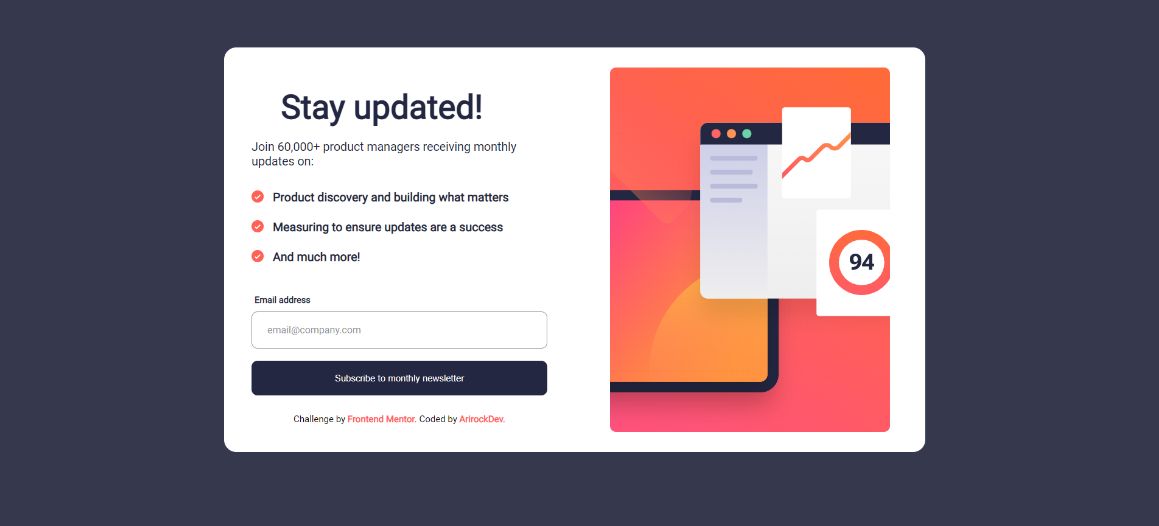 Stay updated!
Join 60,000+ product managers receiving monthly
updates on:
Product discovery and building what matters
Measuring to ensure updates are a success
And much more!
Email address
email@company.com
Subscribe to monthly newsletter
Challenge by Frontend Mentor. Coded by ArirockDev.
94